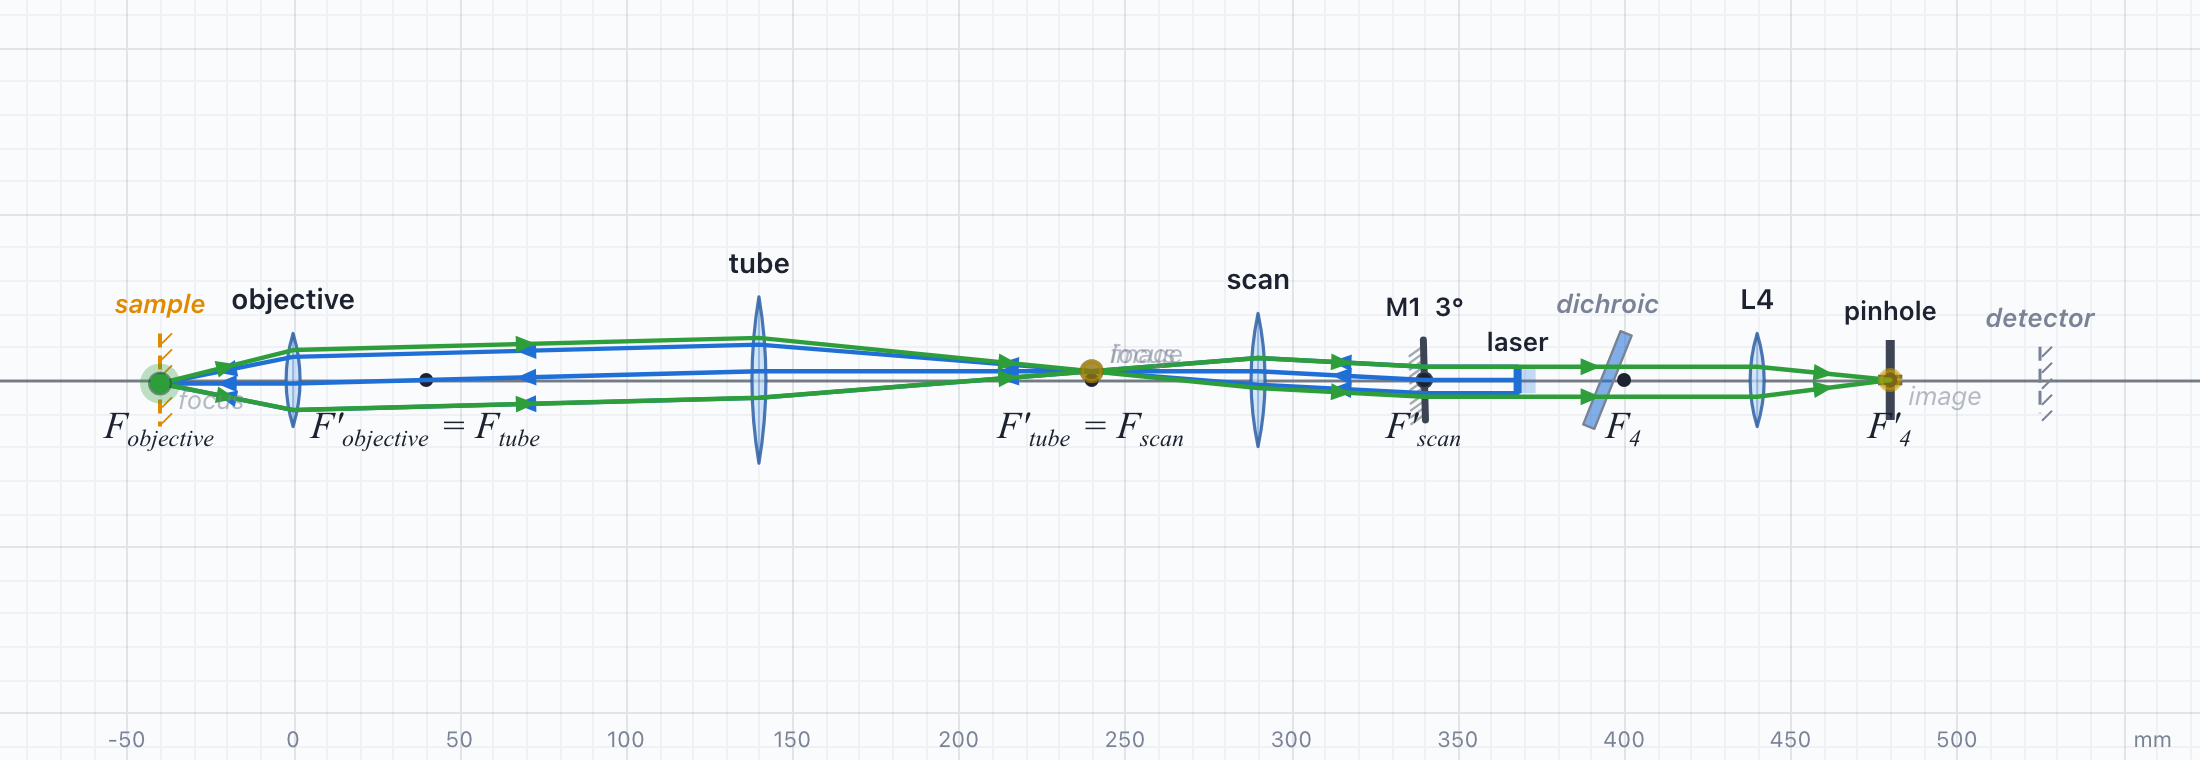 tube
scan
sample
objective
M1 3°
dichroic
L4
laser
pinhole
detector
image
focus
image
F objective
F' objective = F tube
F' tube = F scan
F' scan
F 4
F' 4
-50
0
50
100
150
200
250
300
350
400
450
500
mm